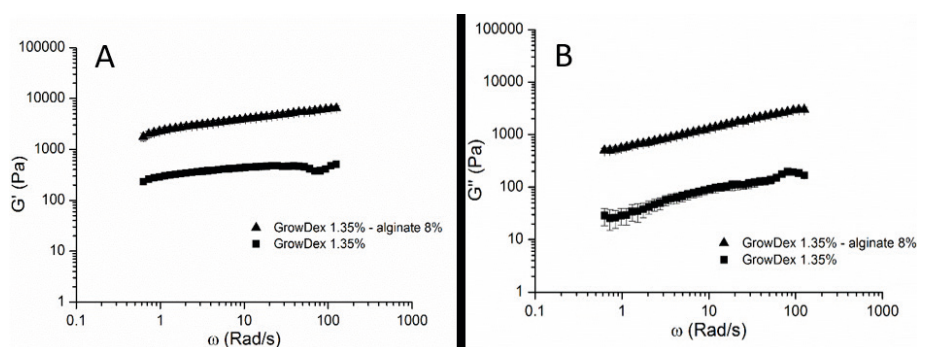 A
100000
10000
1000
100
10
1
G' (Pa)
GrowDex 1.35% - alginate 8%
GrowDex 1.35%
0.1
1
10
100
1000
ω (Rad/s)
B
100000
10000
1000
100
10
1
G" (Pa)
GrowDex 1.35% - alginate 8%
GrowDex 1.35%
0.1
1
10
100
1000
ω (Rad/s)